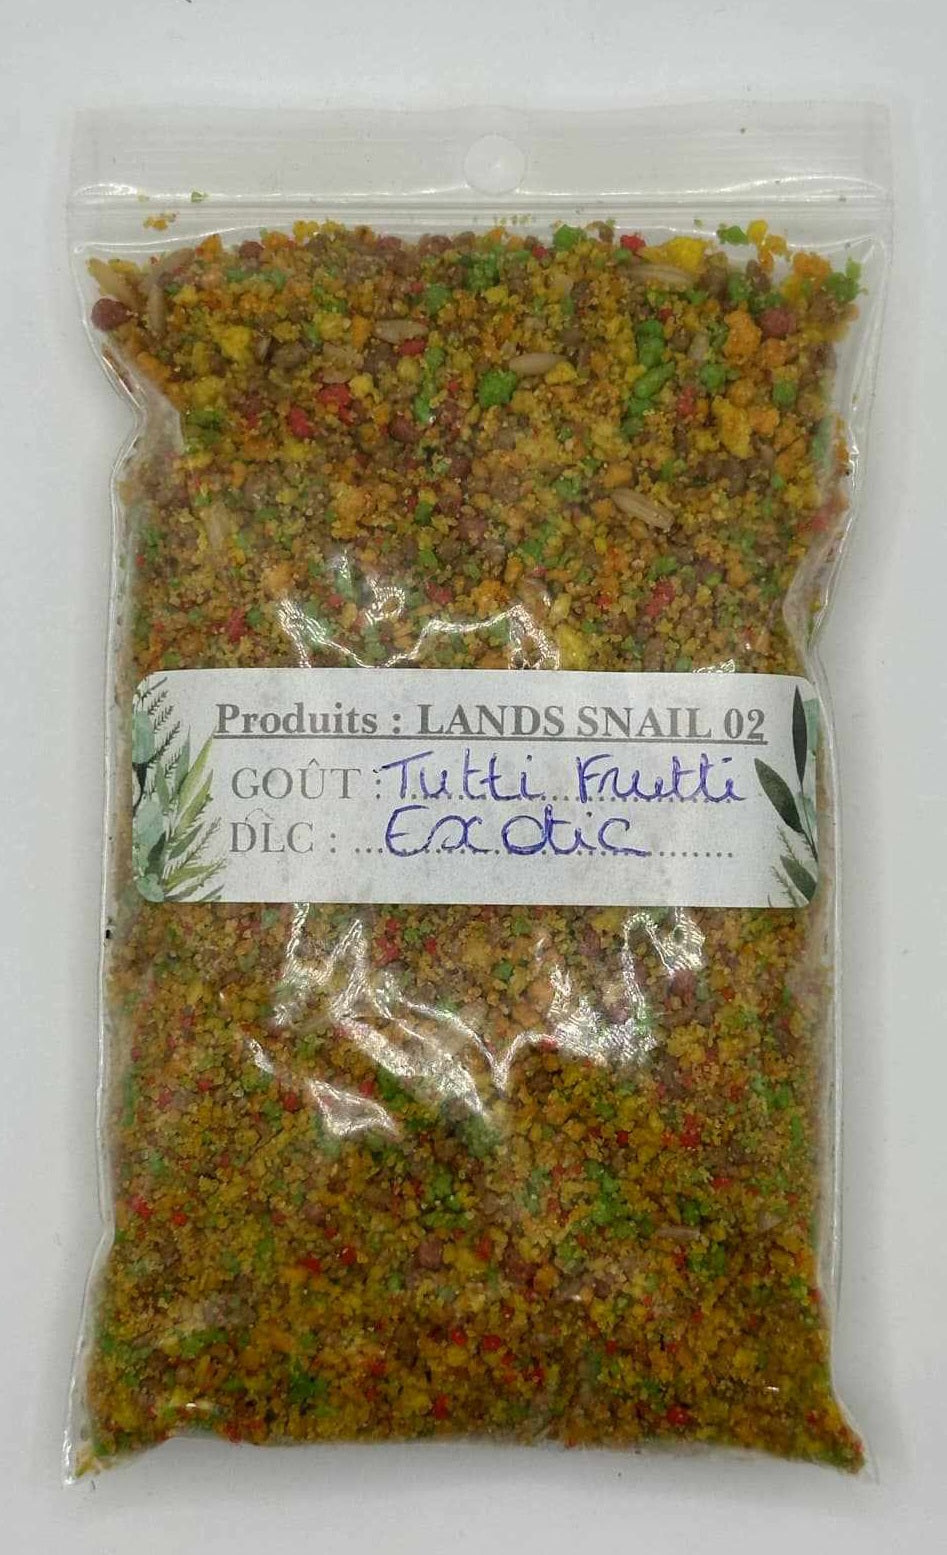 Produits : LANDS SNAIL 02
GOÛT : Tutti Frutti
DLC : Exotic